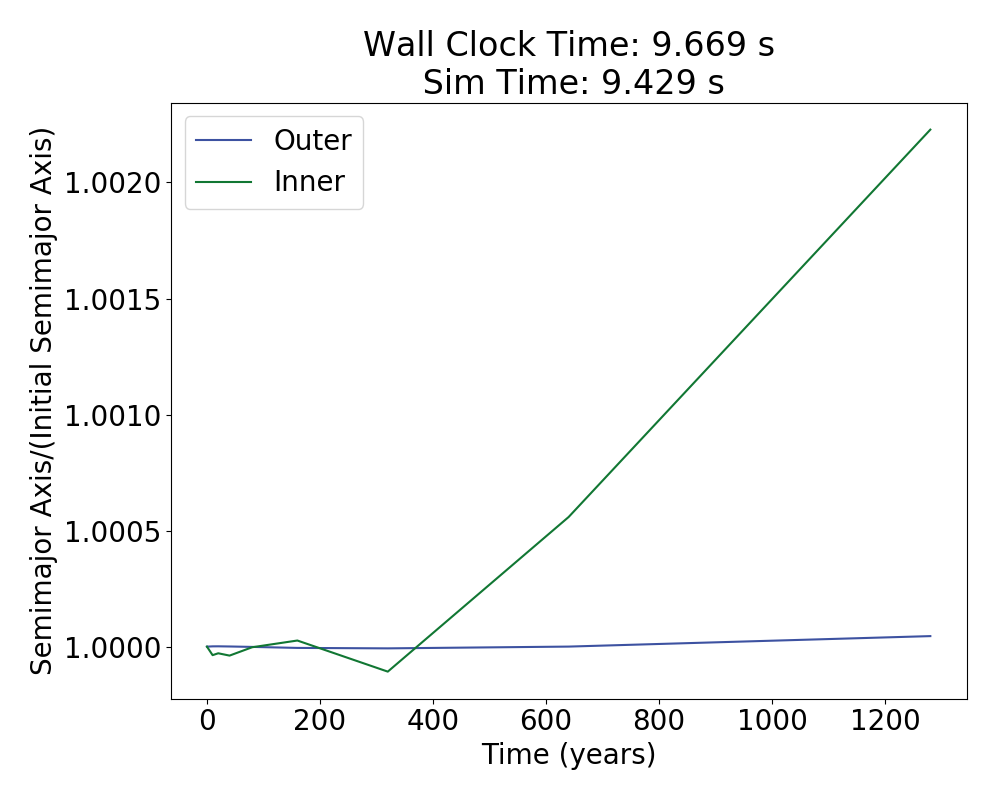 Wall Clock Time: 9.669 s
Sim Time: 9.429 s
Outer
Inner
Semimajor Axis/(Initial Semimajor Axis)
1.0020
1.0015
1.0010
1.0005
1.0000
0 200 400 600 800 1000 1200
Time (years)